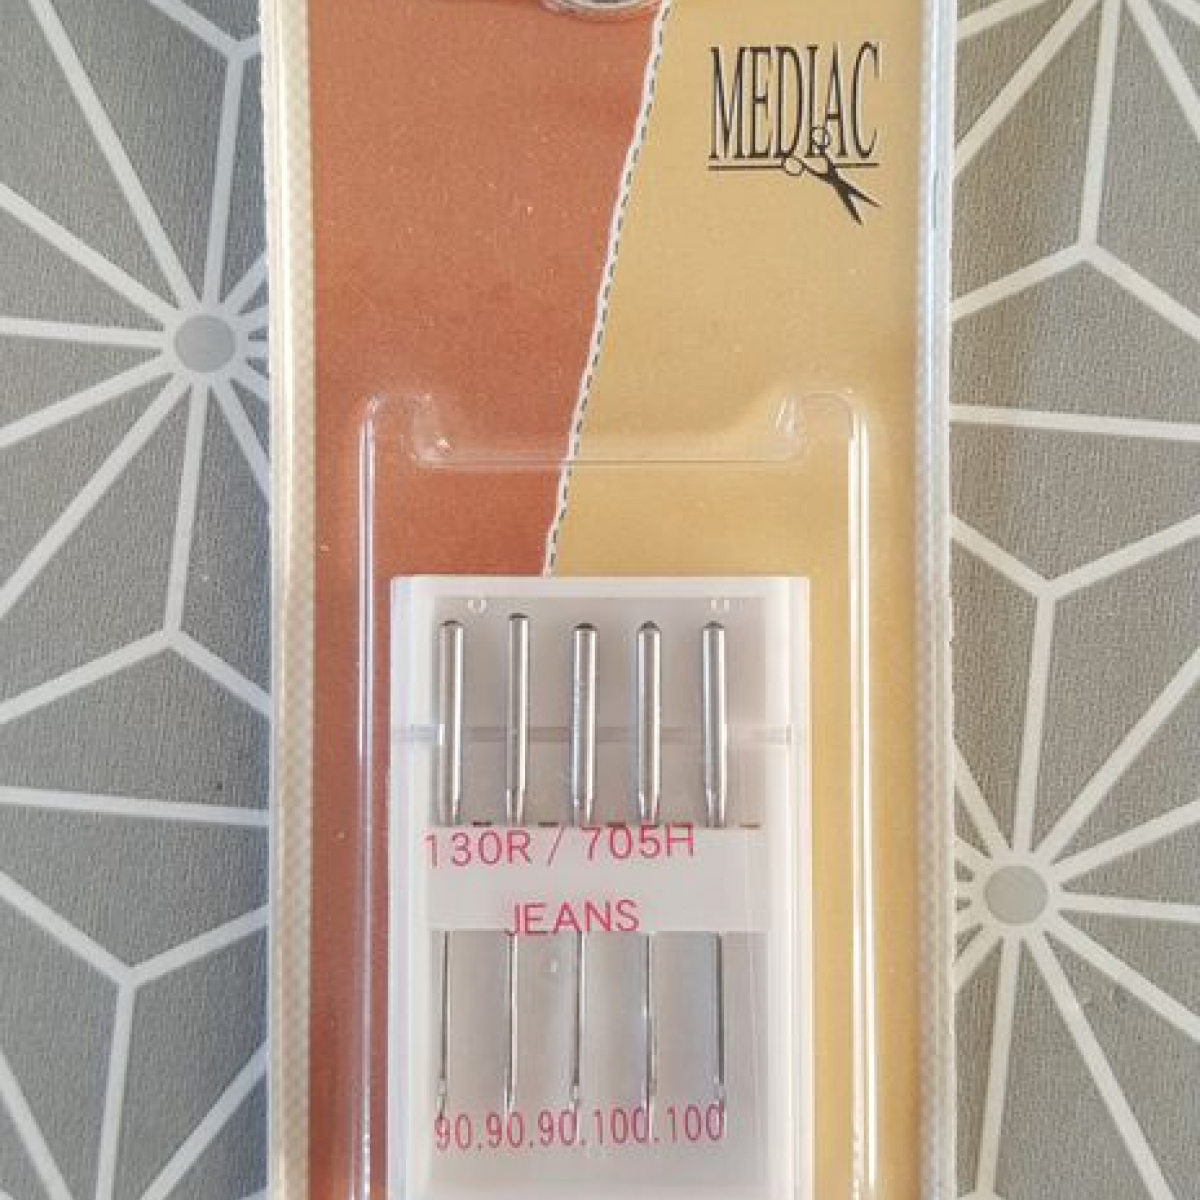 MEDIAC
130R / 705H
JEANS
90.90.90.100.100